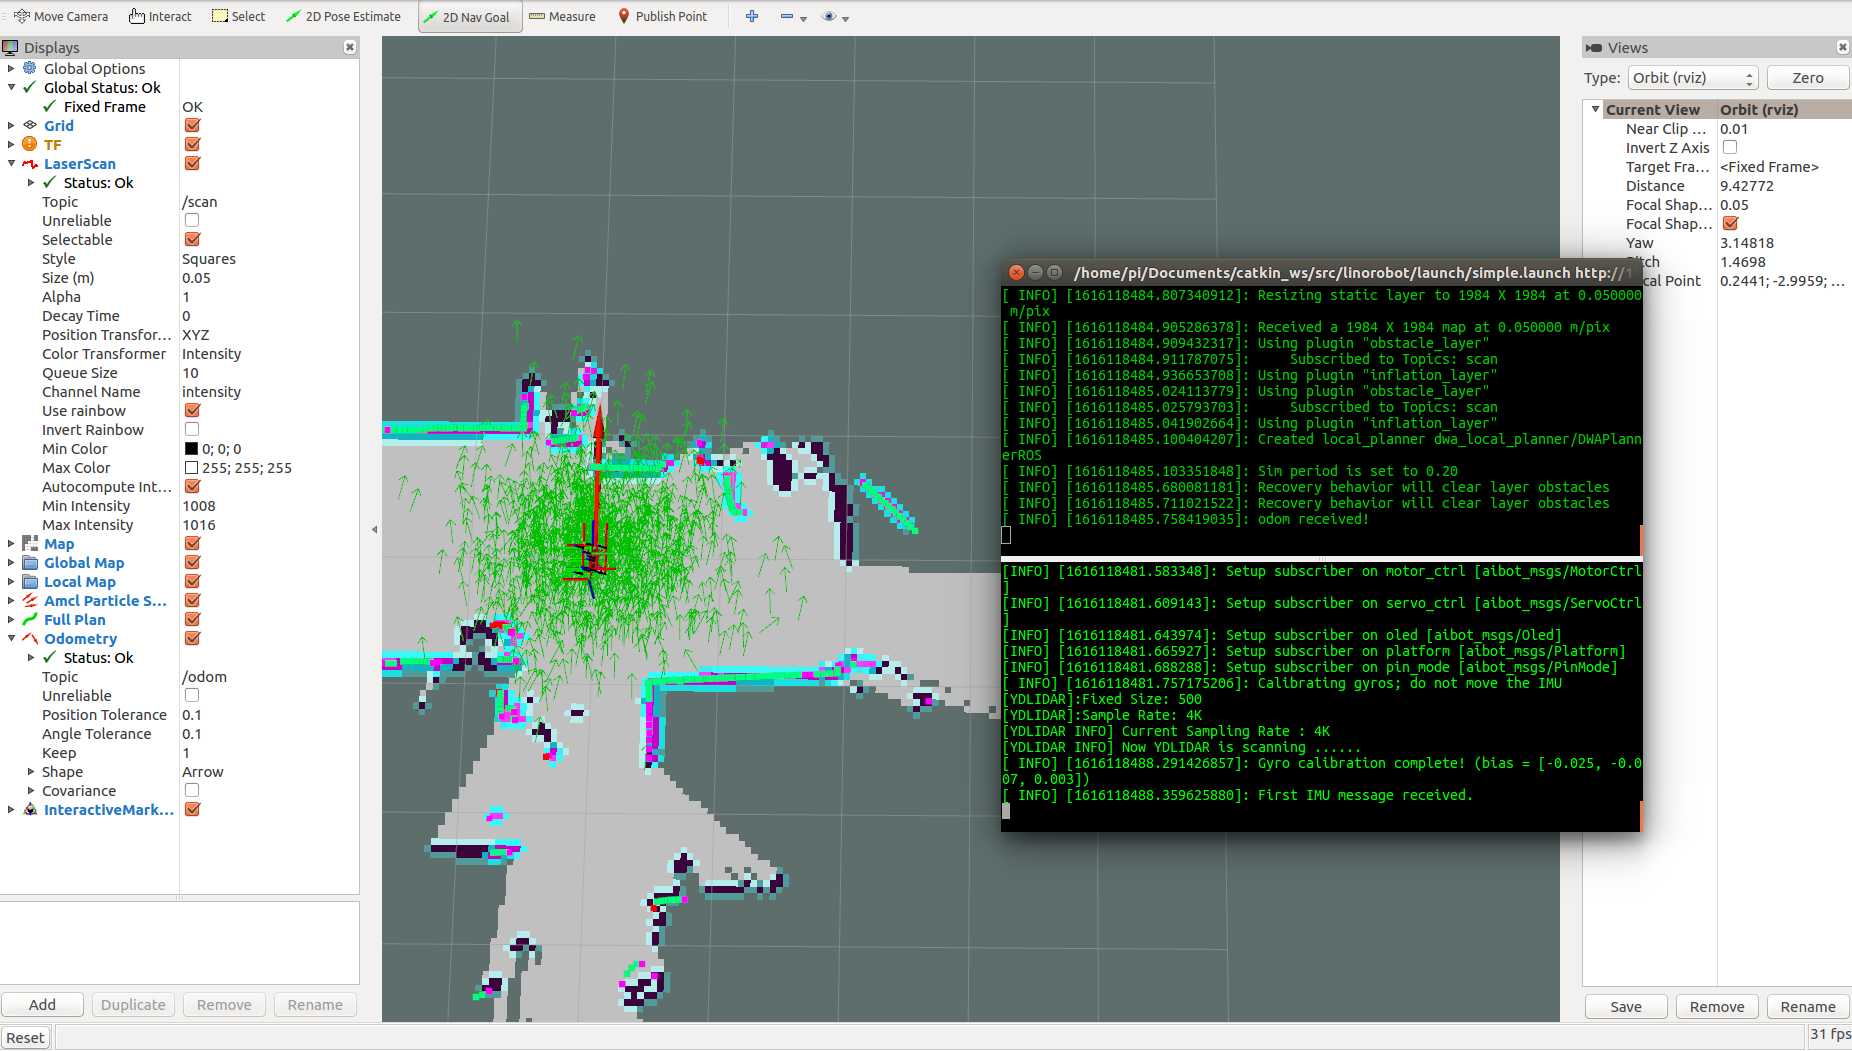 Move Camera Interact Select 2D Pose Estimate 2D Nav Goal Measure Publish Point
Displays
Global Options
Global Status: Ok
Fixed Frame OK
Grid
TF
LaserScan
Status: Ok
Topic /scan
Unreliable
Selectable
Style Squares
Size (m) 0.05
Alpha 1
Decay Time 0
Position Transfor... XYZ
Color Transformer Intensity
Queue Size 10
Channel Name intensity
Use rainbow
Invert Rainbow
Min Color 0; 0; 0
Max Color 255; 255; 255
Autocompute Int...
Min Intensity 1008
Max Intensity 1016
Map
Global Map
Local Map
Amcl Particle S...
Full Plan
Odometry
Status: Ok
Topic /odom
Unreliable
Position Tolerance 0.1
Angle Tolerance 0.1
Keep 1
Shape Arrow
Covariance
InteractiveMark...
Add Duplicate Remove Rename
Reset
/home/pi/Documents/catkin_ws/src/linorobot/launch/simple.launch http://1
[ INFO] [1616118484.807340912]: Resizing static layer to 1984 X 1984 at 0.050000
m/pix
[ INFO] [1616118484.905286378]: Received a 1984 X 1984 map at 0.050000 m/pix
[ INFO] [1616118484.909432317]: Using plugin "obstacle_layer"
[ INFO] [1616118484.911787075]: Subscribed to Topics: scan
[ INFO] [1616118484.936653708]: Using plugin "inflation_layer"
[ INFO] [1616118485.024113779]: Using plugin "obstacle_layer"
[ INFO] [1616118485.025793703]: Subscribed to Topics: scan
[ INFO] [1616118485.041902664]: Using plugin "inflation_layer"
[ INFO] [1616118485.100404207]: Created local_planner dwa_local_planner/DWAPlann
erROS
[ INFO] [1616118485.103351848]: Sim period is set to 0.20
[ INFO] [1616118485.680081181]: Recovery behavior will clear layer obstacles
[ INFO] [1616118485.711021522]: Recovery behavior will clear layer obstacles
[ INFO] [1616118485.758419035]: odom received!
[INFO] [1616118481.583348]: Setup subscriber on motor_ctrl [aibot_msgs/MotorCtrl
]
[INFO] [1616118481.609143]: Setup subscriber on servo_ctrl [aibot_msgs/ServoCtrl
]
[INFO] [1616118481.643974]: Setup subscriber on oled [aibot_msgs/Oled]
[INFO] [1616118481.665927]: Setup subscriber on platform [aibot_msgs/Platform]
[INFO] [1616118481.688288]: Setup subscriber on pin_mode [aibot_msgs/PinMode]
[ INFO] [1616118481.757175206]: Calibrating gyros; do not move the IMU
[YDLIDAR]:Fixed Size: 500
[YDLIDAR]:Sample Rate: 4K
[YDLIDAR INFO] Current Sampling Rate : 4K
[YDLIDAR INFO] Now YDLIDAR is scanning ......
[ INFO] [1616118488.291426857]: Gyro calibration complete! (bias = [-0.025, -0.0
07, 0.003])
[ INFO] [1616118488.359625880]: First IMU message received.
Views
Type: Orbit (rviz) Zero
Current View Orbit (rviz)
Near Clip ... 0.01
Invert Z Axis
Target Fra... <Fixed Frame>
Distance 9.42772
Focal Shap... 0.05
Focal Shap...
Yaw 3.14818
itch 1.4698
cal Point 0.2441; -2.9959; ...
Save Remove Rename
31 fps